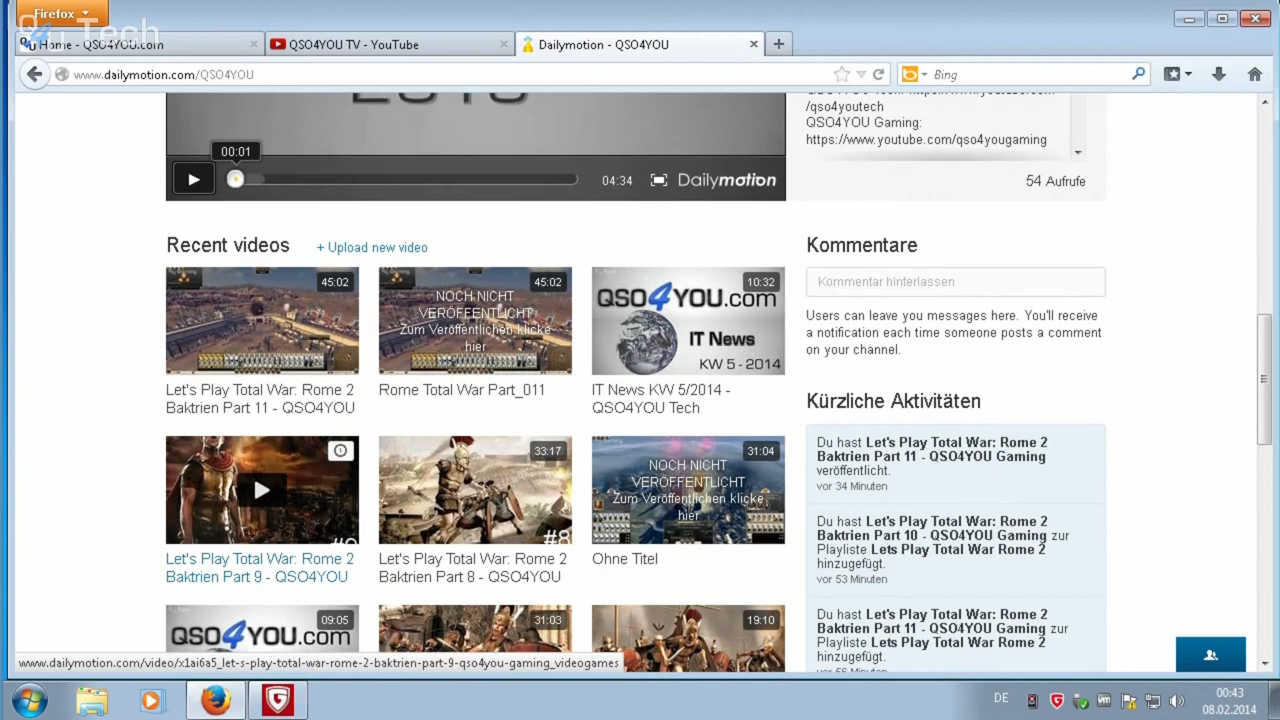 Firefox
Q4U Tech
Home - QSO4YOU.com
QSO4YOU TV - YouTube
Dailymotion - QSO4YOU
www.dailymotion.com/QSO4YOU
Bing
/qso4youtech
QSO4YOU Gaming:
https://www.youtube.com/qso4yougaming
00:01
04:34
Dailymotion
54 Aufrufe
Recent videos
+ Upload new video
45:02
45:02
NOCH NICHT
VERÖFFENTLICHT
Zum Veröffentlichen klicke
hier
10:32
QSO4YOU.com
IT News
KW 5 - 2014
Let's Play Total War: Rome 2
Baktrien Part 11 - QSO4YOU
Rome Total War Part_011
IT News KW 5/2014 -
QSO4YOU Tech
33:17
#8
31:04
NOCH NICHT
VERÖFFENTLICHT
Zum Veröffentlichen klicke
hier
#9
Let's Play Total War: Rome 2
Baktrien Part 9 - QSO4YOU
Let's Play Total War: Rome 2
Baktrien Part 8 - QSO4YOU
Ohne Titel
09:05
QSO4YOU.com
31:03
19:10
Kommentare
Kommentar hinterlassen
Users can leave you messages here. You'll receive
a notification each time someone posts a comment
on your channel.
Kürzliche Aktivitäten
Du hast Let's Play Total War: Rome 2
Baktrien Part 11 - QSO4YOU Gaming
veröffentlicht.
vor 34 Minuten
Du hast Let's Play Total War: Rome 2
Baktrien Part 10 - QSO4YOU Gaming zur
Playliste Lets Play Total War Rome 2
hinzugefügt.
vor 53 Minuten
Du hast Let's Play Total War: Rome 2
Baktrien Part 11 - QSO4YOU Gaming zur
Playliste Lets Play Total War Rome 2
hinzugefügt.
www.dailymotion.com/video/x1ai6a5_let-s-play-total-war-rome-2-baktrien-part-9-qso4you-gaming_videogames
DE
00:43
08.02.2014